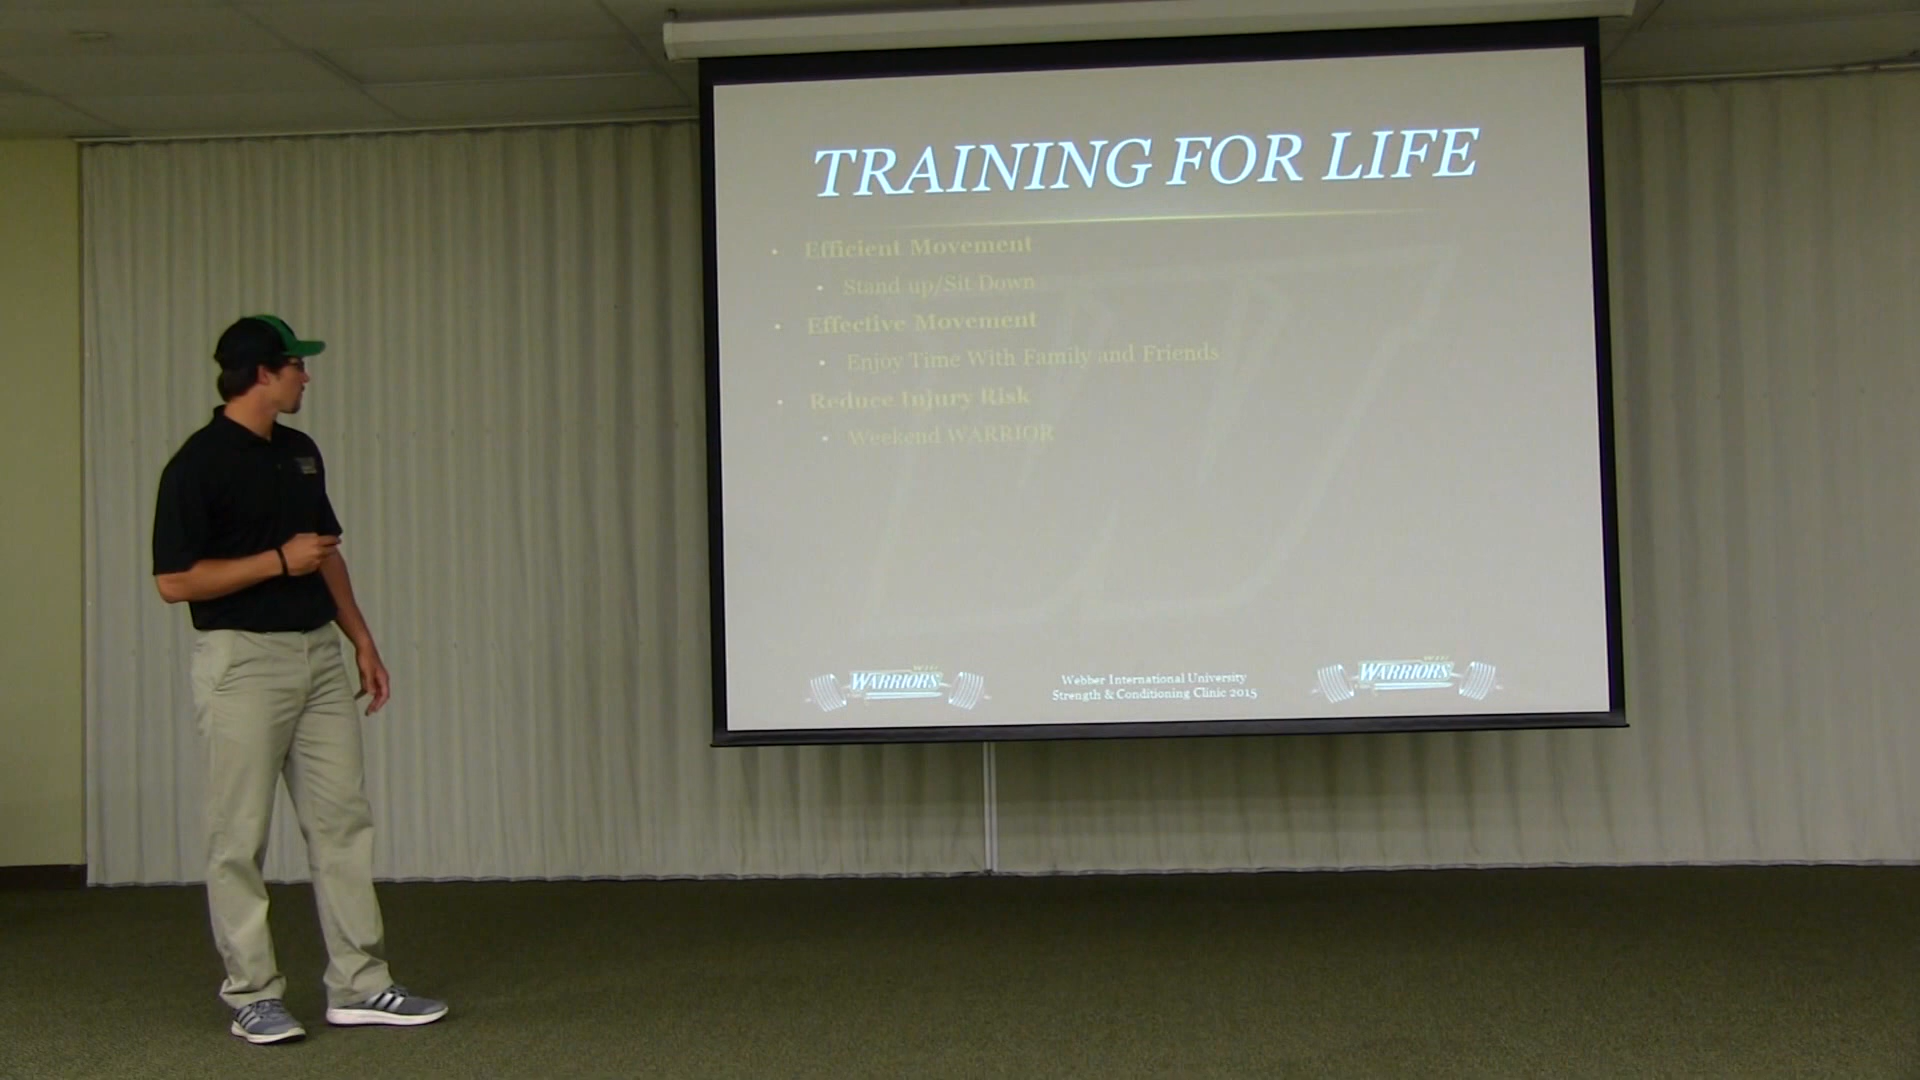 TRAINING FOR LIFE
• Efficient Movement
• Stand up/Sit Down
• Effective Movement
• Enjoy Time With Family and Friends
• Reduce Injury Risk
• Weekend WARRIOR
WARRIORS
Webber International University
Strength & Conditioning Clinic 2015
WARRIORS